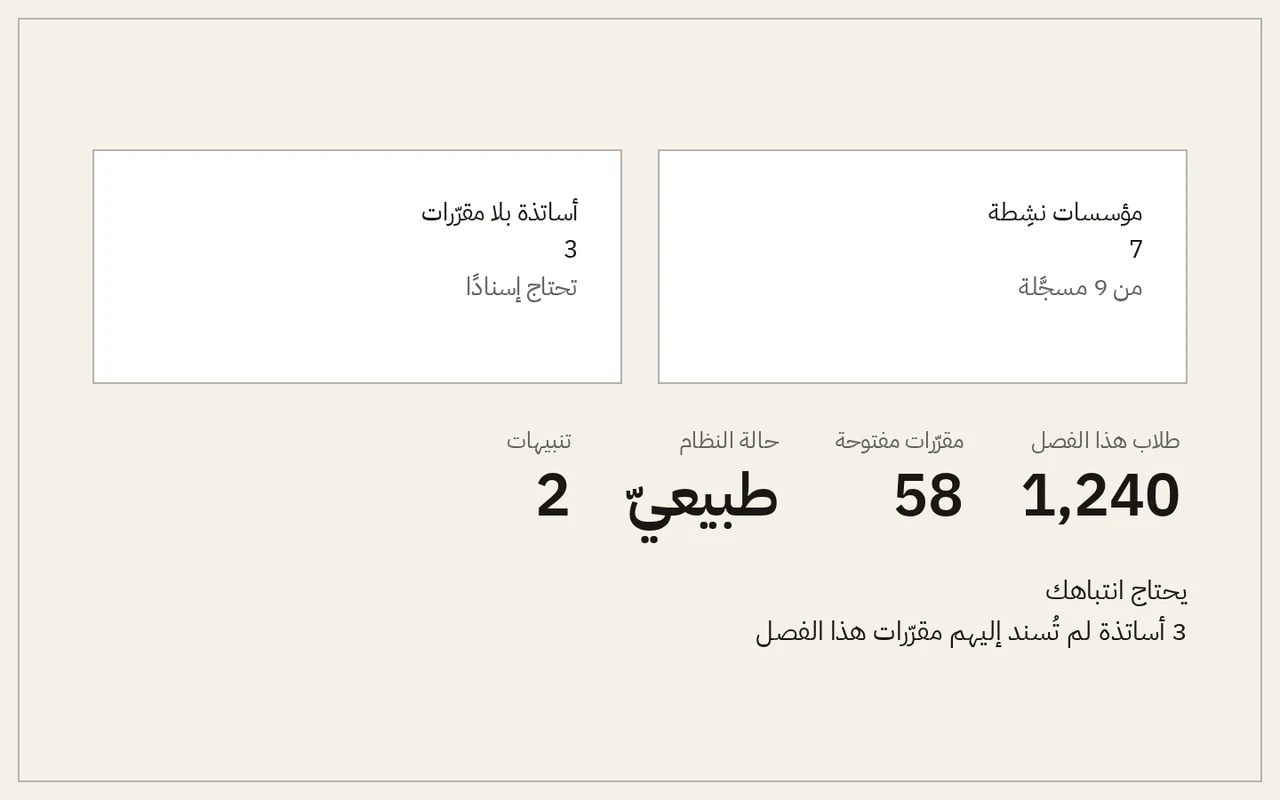 مؤسسات نشِطة
7
من 9 مسجَّلة
أساتذة بلا مقرّرات
3
تحتاج إسنادًا
طلاب هذا الفصل
1,240
مقرّرات مفتوحة
58
حالة النظام
طبيعيّ
تنبيهات
2
يحتاج انتباهك
3 أساتذة لم تُسند إليهم مقرّرات هذا الفصل